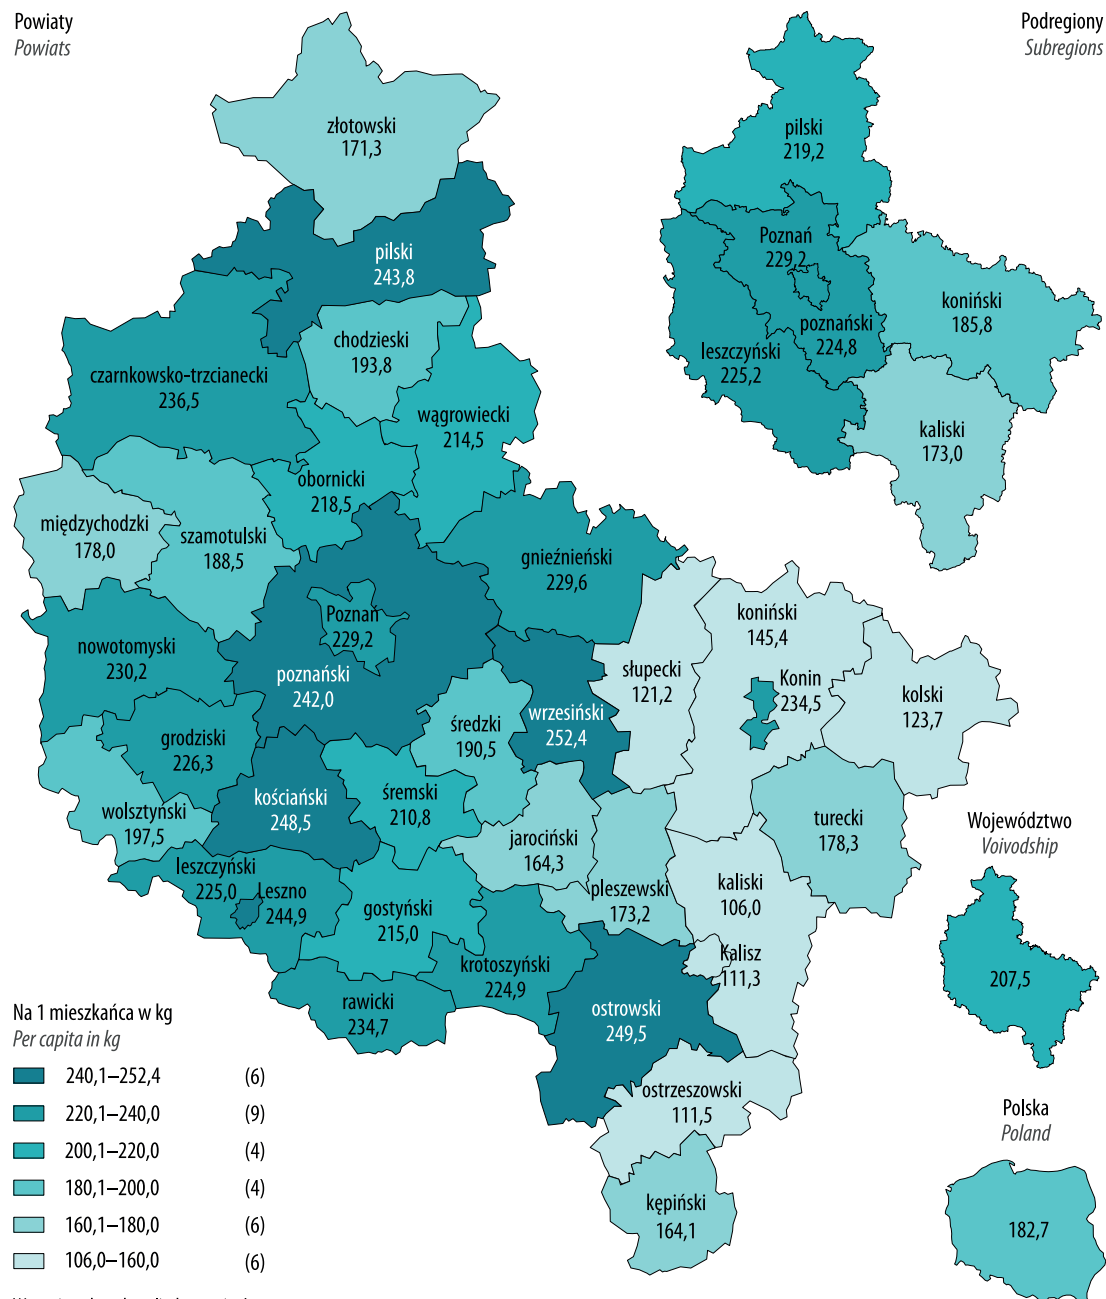 Powiaty
Powiats
Podregiony
Subregions
złotowski
171,3
pilski
243,8
chodzieski
193,8
czarnkowsko-trzcianecki
236,5
wągrowiecki
214,5
obornicki
218,5
międzychodzki
178,0
szamotulski
188,5
gnieźnieński
229,6
Poznań
229,2
nowotomyski
230,2
poznański
242,0
koniński
145,4
słupecki
121,2
Konin
234,5
kolski
123,7
średzki
190,5
wrzesiński
252,4
grodziski
226,3
kościański
248,5
śremski
210,8
wolsztyński
197,5
jarociński
164,3
turecki
178,3
leszczyński
225,0
Leszno
244,9
pleszewski
173,2
kaliski
106,0
gostyński
215,0
Kalisz
111,3
krotoszyński
224,9
rawicki
234,7
ostrowski
249,5
ostrzeszowski
111,5
kępiński
164,1
pilski
219,2
Poznań
229,2
koniński
185,8
poznański
224,8
leszczyński
225,2
kaliski
173,0
Województwo
Voivodship
207,5
Polska
Poland
182,7
Na 1 mieszkańca w kg
Per capita in kg
240,1–252,4 (6)
220,1–240,0 (9)
200,1–220,0 (4)
180,1–200,0 (4)
160,1–180,0 (6)
106,0–160,0 (6)